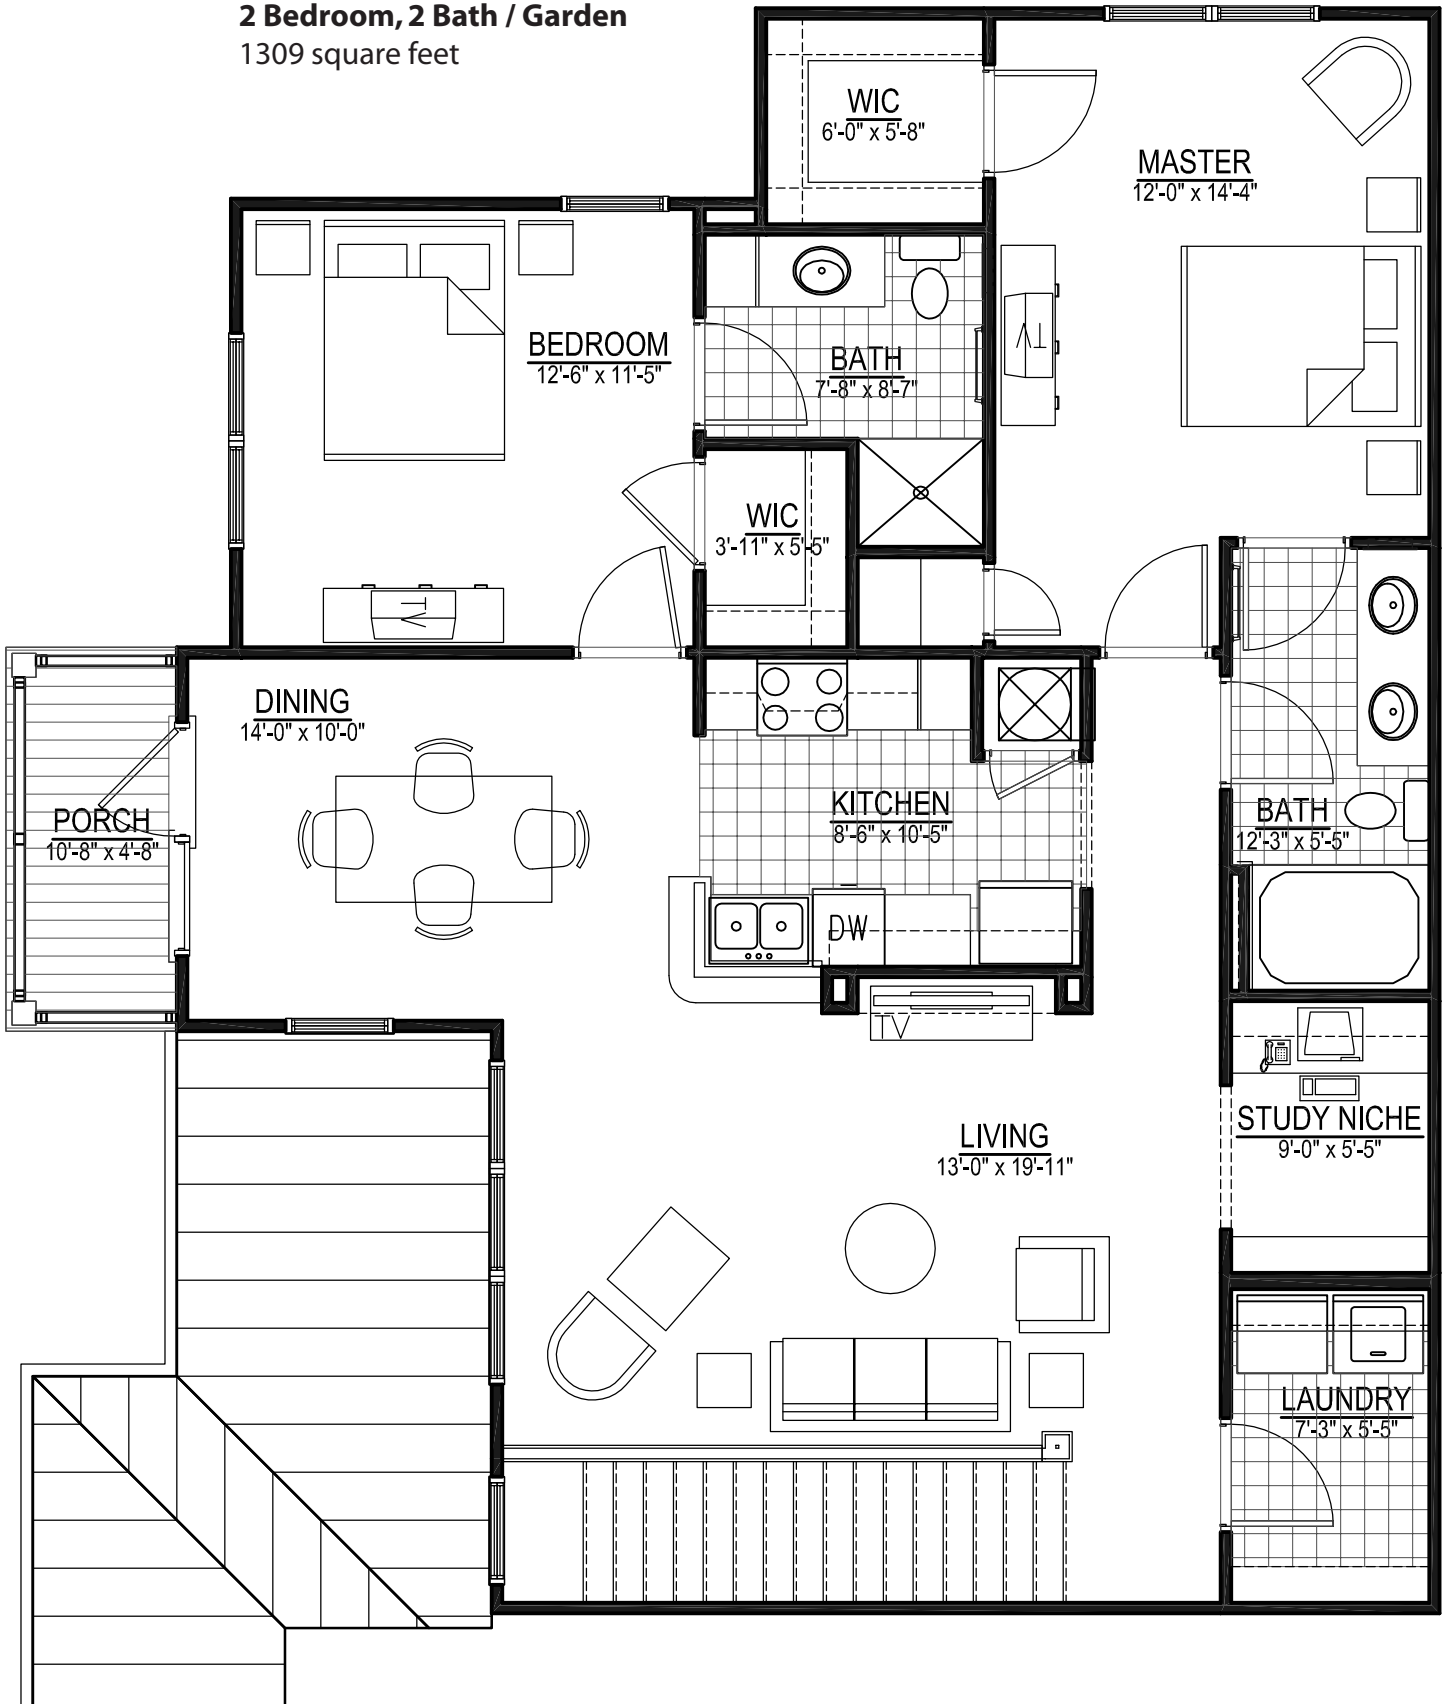 2 Bedroom, 2 Bath / Garden
1309 square feet
WIC
6'-0" x 5'-8"
MASTER
12'-0" x 14'-4"
BEDROOM
12'-6" x 11'-5"
BATH
7'-8" x 8'-7"
TV
WIC
3'-11" x 5'-5"
TV
DINING
14'-0" x 10'-0"
PORCH
10'-8" x 4'-8"
KITCHEN
8'-6" x 10'-5"
BATH
12'-3" x 5'-5"
DW
TV
STUDY NICHE
9'-0" x 5'-5"
LIVING
13'-0" x 19'-11"
LAUNDRY
7'-3" x 5'-5"